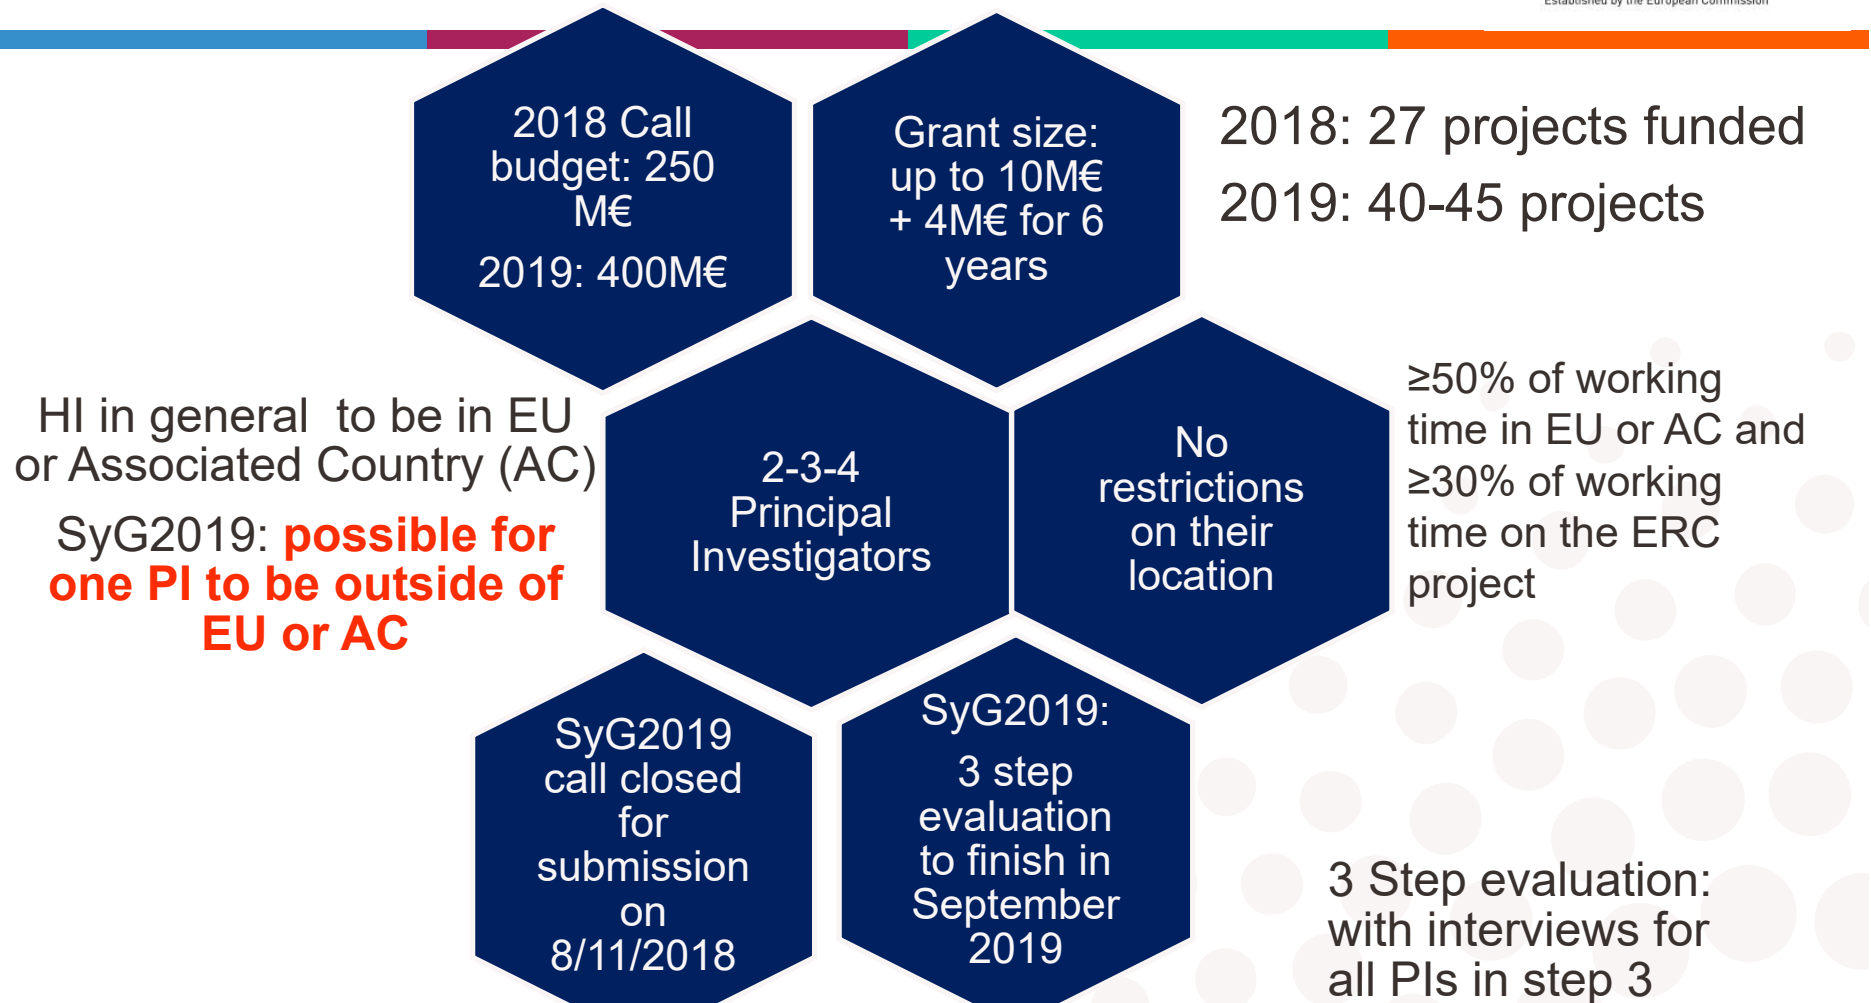 Established by the European Commission
2018 Call
budget: 250
M€
2019: 400M€
Grant size:
up to 10M€
+ 4M€ for 6
years
2018: 27 projects funded
2019: 40-45 projects
HI in general  to be in EU
or Associated Country (AC)
SyG2019: possible for
one PI to be outside of
EU or AC
2-3-4
Principal
Investigators
No
restrictions
on their
location
≥50% of working
time in EU or AC and
≥30% of working
time on the ERC
project
SyG2019
call closed
for
submission
on
8/11/2018
SyG2019:
3 step
evaluation
to finish in
September
2019
3 Step evaluation:
with interviews for
all PIs in step 3